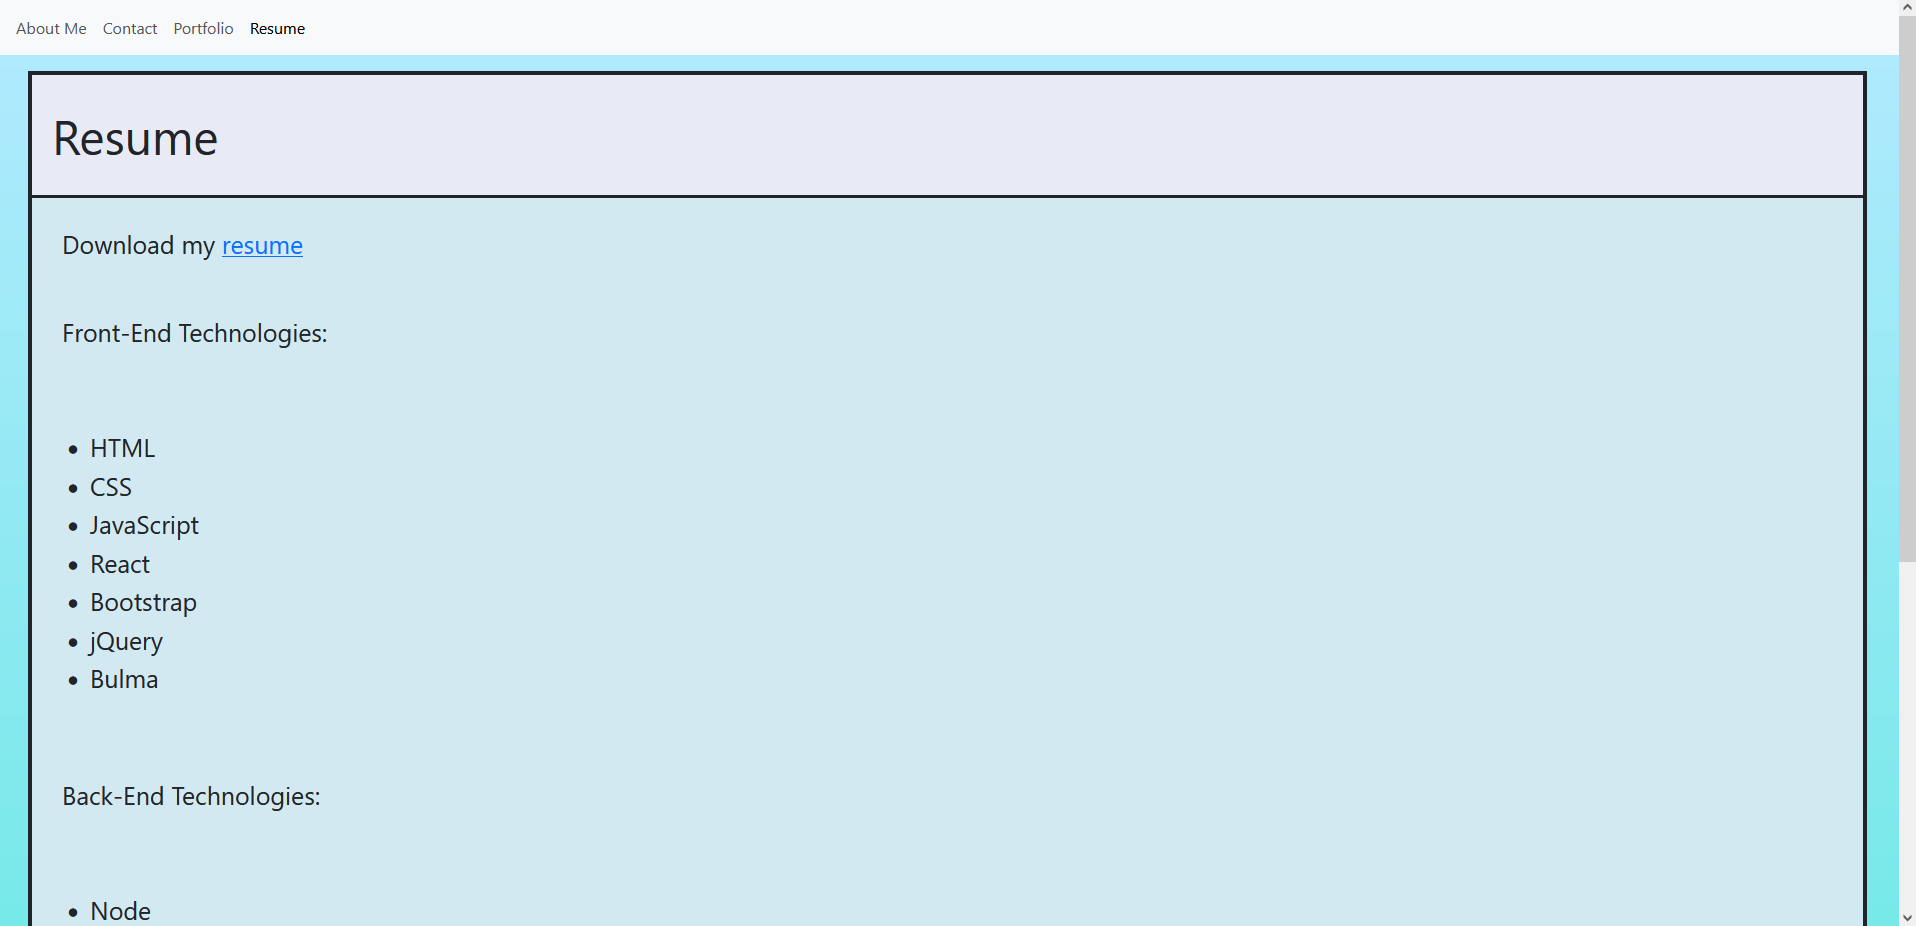 About Me Contact Portfolio Resume
Resume
Download my resume
Front-End Technologies:
HTML
CSS
JavaScript
React
Bootstrap
jQuery
Bulma
Back-End Technologies:
Node